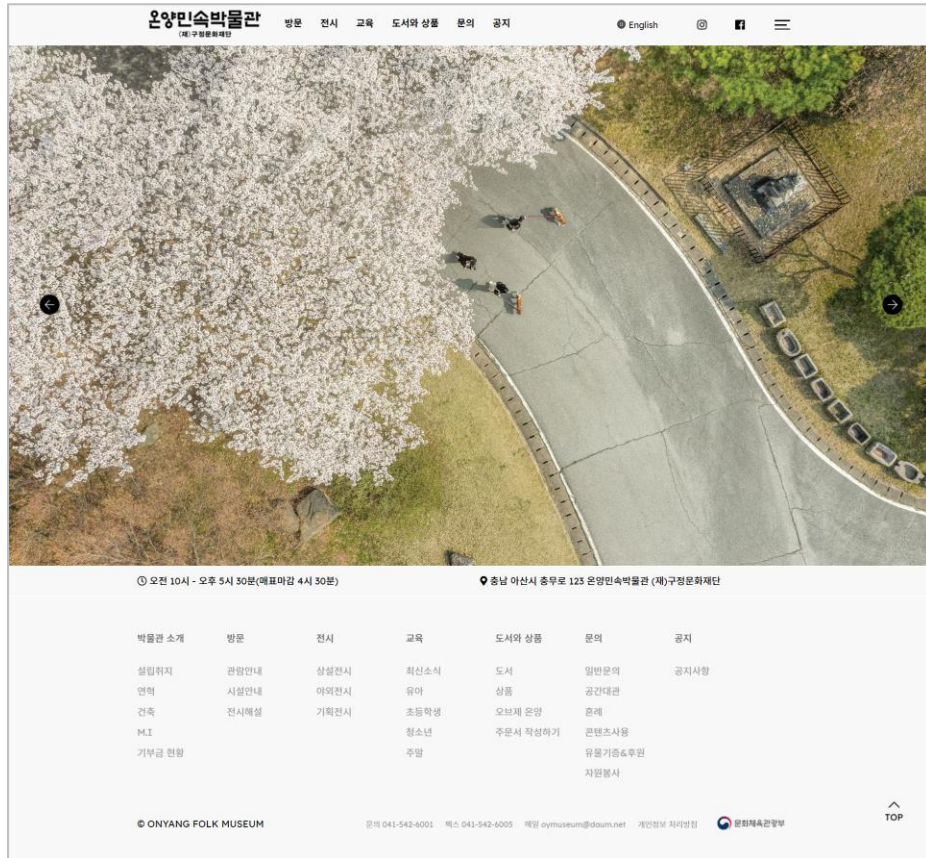 온양민속박물관
(재)구정문화재단
방문 전시 교육 도서와 상품 문의 공지
English
오전 10시 - 오후 5시 30분(매표마감 4시 30분)
충남 아산시 충무로 123 온양민속박물관 (재)구정문화재단
박물관 소개 방문 전시 교육 도서와 상품 문의 공지
설립취지 관람안내 상설전시 최신소식 도서 일반문의 공지사항
연혁 시설안내 야외전시 유아 상품 공간대관
건축 전시해설 기획전시 초등학생 오브제 온양 혼례
M.I 청소년 주문서 작성하기 콘텐츠사용
기부금 현황 주말 유물기증&후원
자원봉사
© ONYANG FOLK MUSEUM 문의 041-542-6001 팩스 041-542-6005 메일 oymuseum@daum.net 개인정보 처리방침 문화체육관광부
TOP